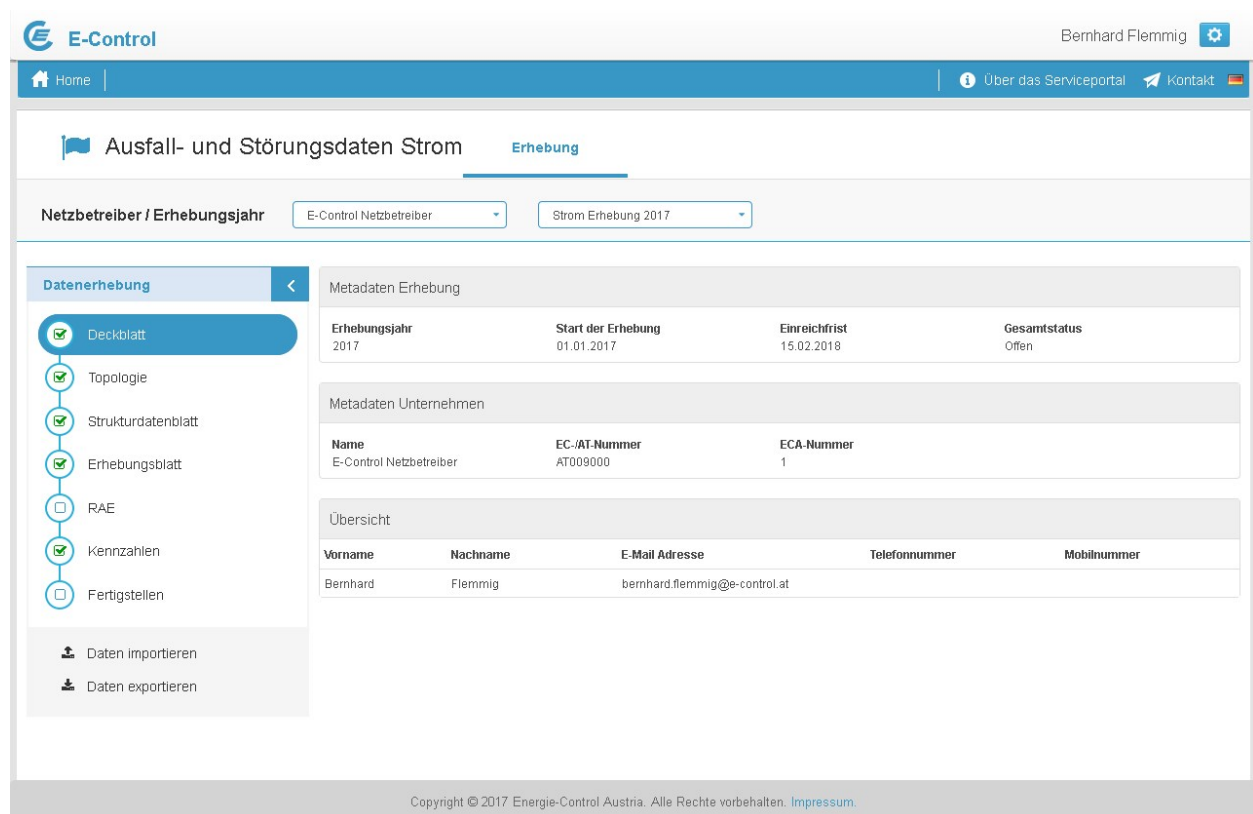 E-Control
Bernhard Flemmig
Home
Über das Serviceportal Kontakt
Ausfall- und Störungsdaten Strom Erhebung
Netzbetreiber / Erhebungsjahr E-Control Netzbetreiber Strom Erhebung 2017
Datenerhebung
Deckblatt
Topologie
Strukturdatenblatt
Erhebungsblatt
RAE
Kennzahlen
Fertigstellen
Daten importieren
Daten exportieren
Metadaten Erhebung
Erhebungsjahr Start der Erhebung Einreichfrist Gesamtstatus
2017 01.01.2017 15.02.2018 Offen
Metadaten Unternehmen
Name EC-/AT-Nummer ECA-Nummer
E-Control Netzbetreiber AT009000 1
Übersicht
Vorname Nachname E-Mail Adresse Telefonnummer Mobilnummer
Bernhard Flemmig bernhard.flemmig@e-control.at
Copyright © 2017 Energie-Control Austria. Alle Rechte vorbehalten. Impressum.